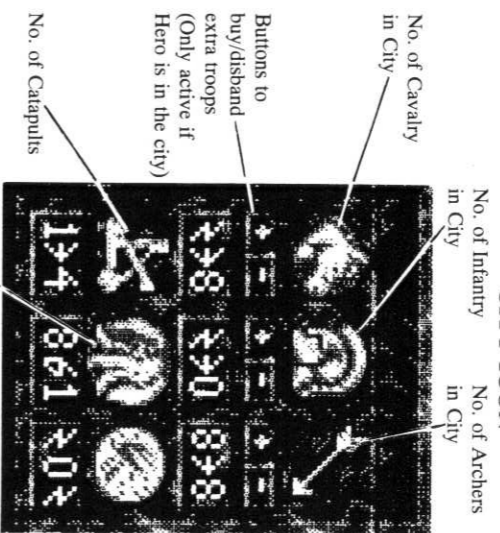 No. of Cavalry
in City
No. of Infantry
in City
No. of Archers
in City
Buttons to
buy/disband
extra troops
(Only active if
Hero is in the city)
+ - + - + -
No. of Catapults